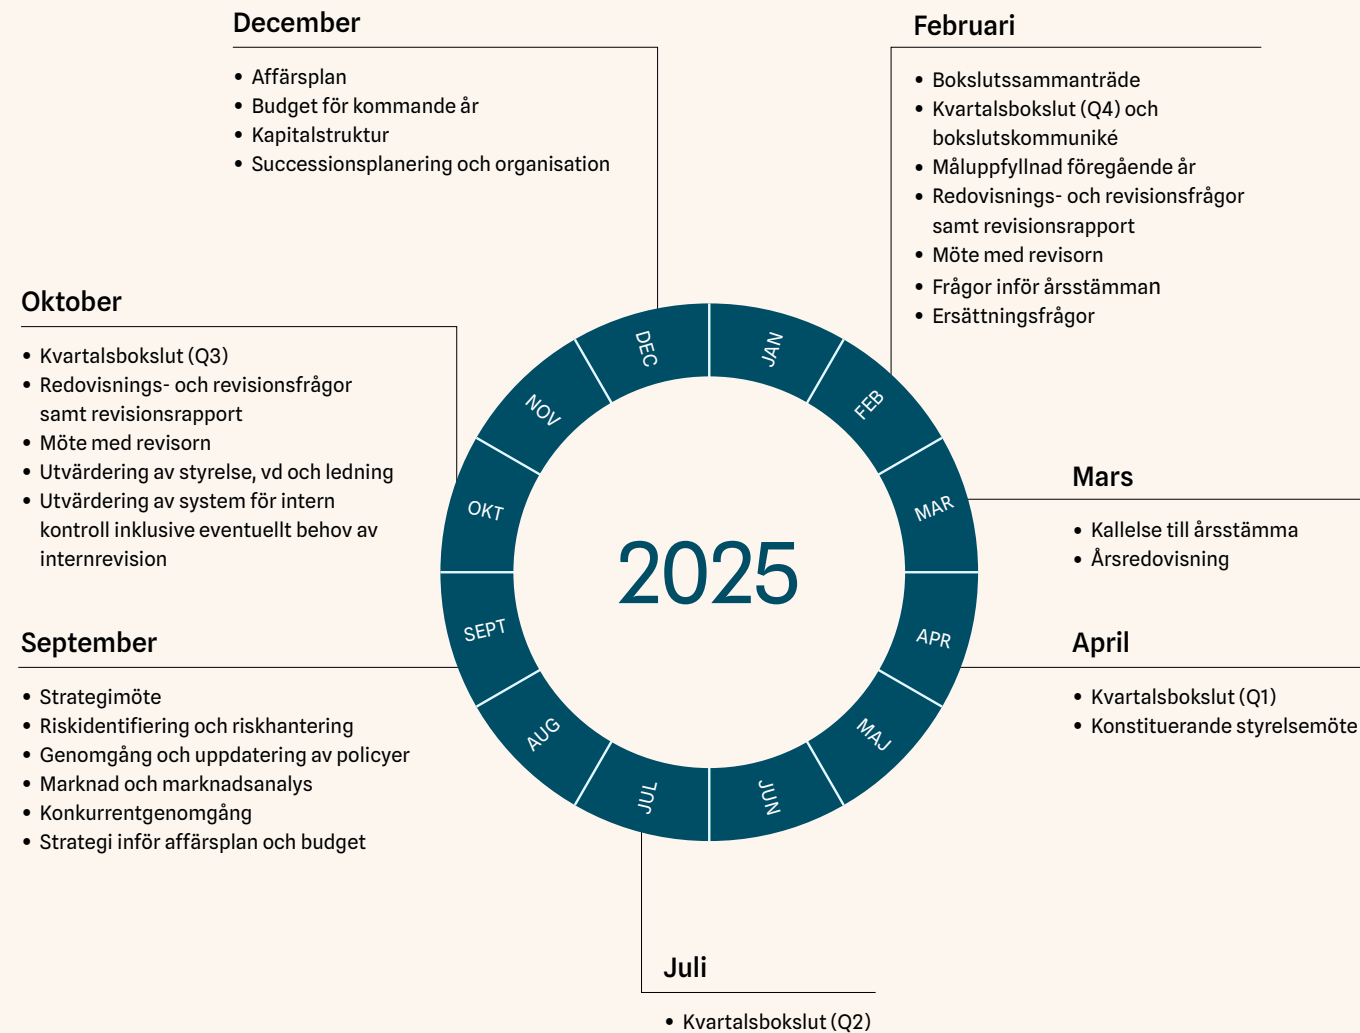 December
• Affärsplan
• Budget för kommande år
• Kapitalstruktur
• Successionsplanering och organisation
Februari
• Bokslutssammanträde
• Kvartalsbokslut (Q4) och
bokslutskommuniké
• Måluppfyllnad föregående år
• Redovisnings- och revisionsfrågor
samt revisionsrapport
• Möte med revisorn
• Frågor inför årsstämman
• Ersättningsfrågor
Oktober
• Kvartalsbokslut (Q3)
• Redovisnings- och revisionsfrågor
samt revisionsrapport
• Möte med revisorn
• Utvärdering av styrelse, vd och ledning
• Utvärdering av system för intern
kontroll inklusive eventuellt behov av
internrevision
Mars
• Kallelse till årsstämma
• Årsredovisning
September
• Strategimöte
• Riskidentifiering och riskhantering
• Genomgång och uppdatering av policyer
• Marknad och marknadsanalys
• Konkurrentgenomgång
• Strategi inför affärsplan och budget
April
• Kvartalsbokslut (Q1)
• Konstituerande styrelsemöte
Juli
• Kvartalsbokslut (Q2)
JAN
FEB
MAR
APR
MAJ
JUN
JUL
AUG
SEPT
OKT
NOV
DEC
2025